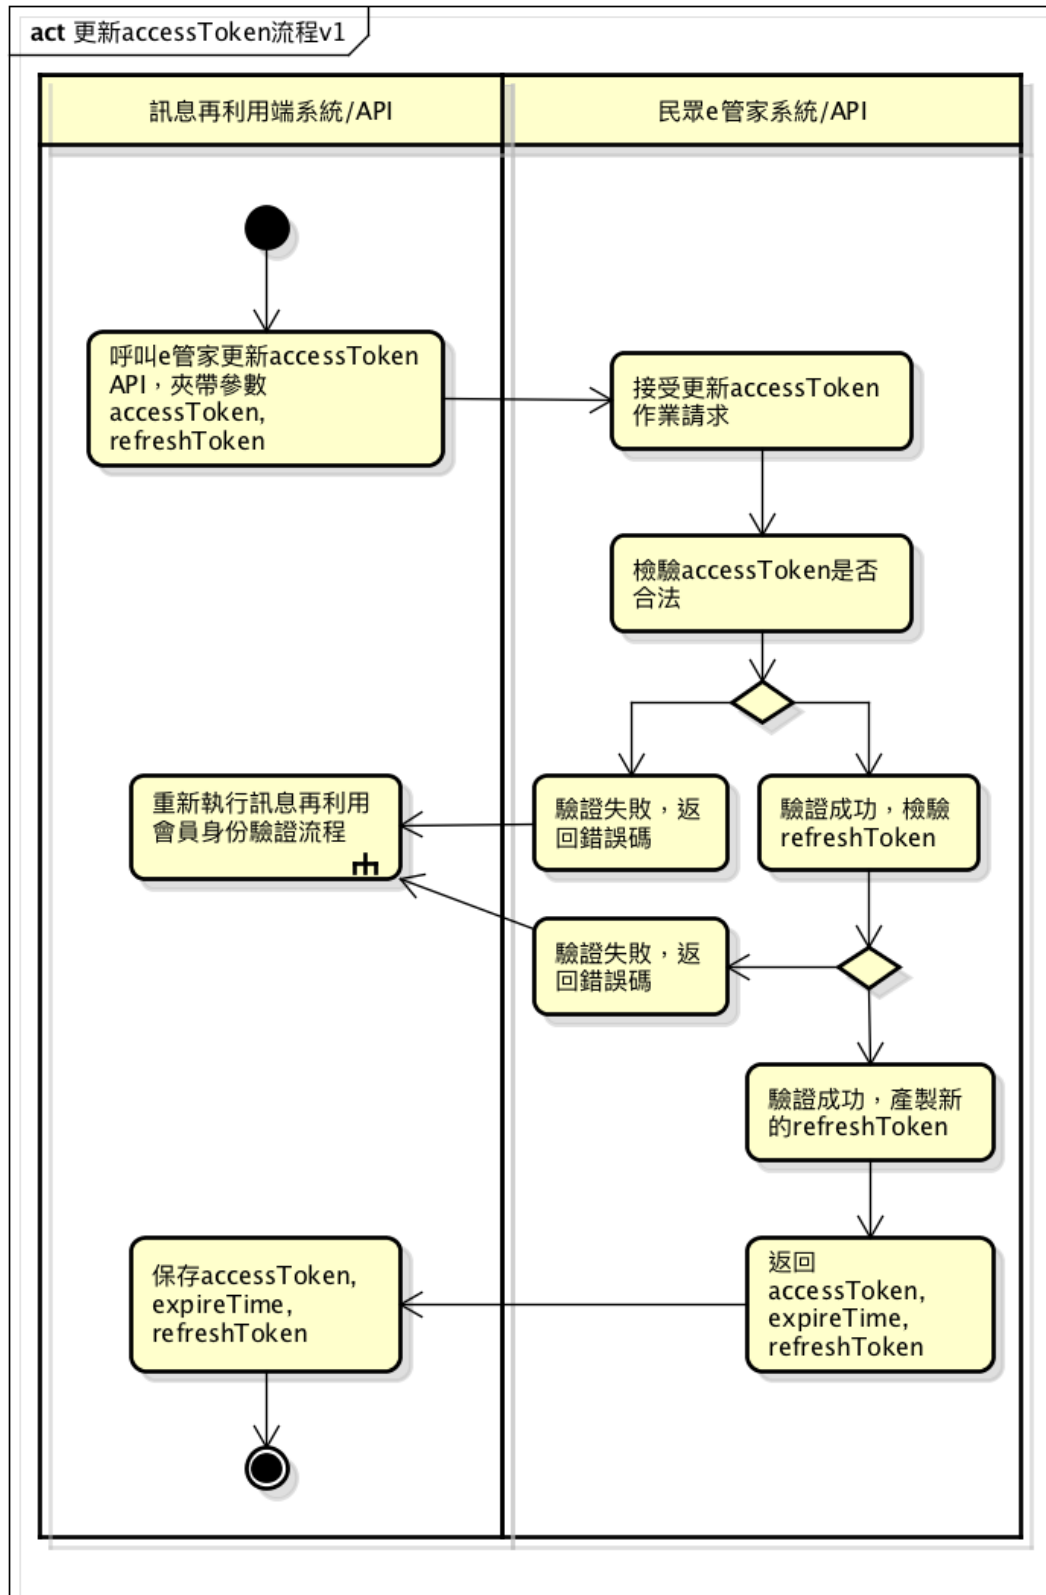 act 更新accessToken流程v1
訊息再利用端系統/API
民眾e管家系統/API
呼叫e管家更新accessToken
API，夾帶參數
accessToken,
refreshToken
接受更新accessToken
作業請求
檢驗accessToken是否
合法
重新執行訊息再利用
會員身份驗證流程
驗證失敗，返
回錯誤碼
驗證成功，檢驗
refreshToken
驗證失敗，返
回錯誤碼
驗證成功，產製新
的refreshToken
保存accessToken,
expireTime,
refreshToken
返回
accessToken,
expireTime,
refreshToken